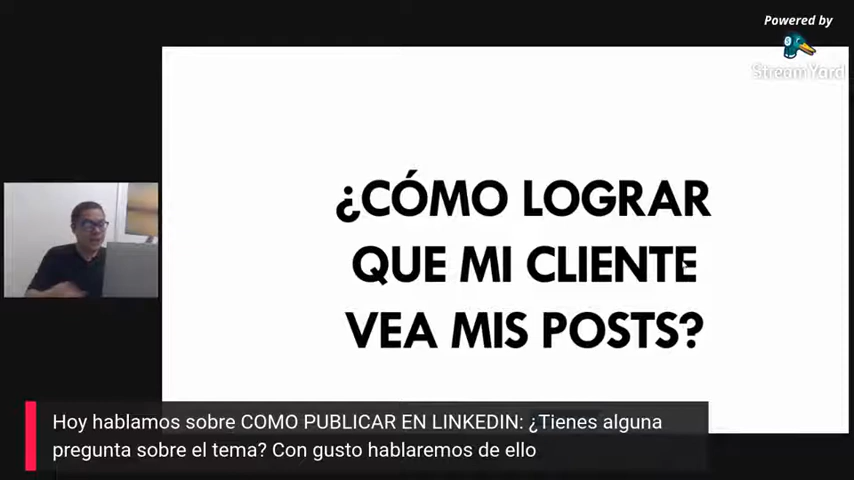 Powered by
StreamYard
¿CÓMO LOGRAR
QUE MI CLIENTE
VEA MIS POSTS?
Hoy hablamos sobre COMO PUBLICAR EN LINKEDIN: ¿Tienes alguna
pregunta sobre el tema? Con gusto hablaremos de ello